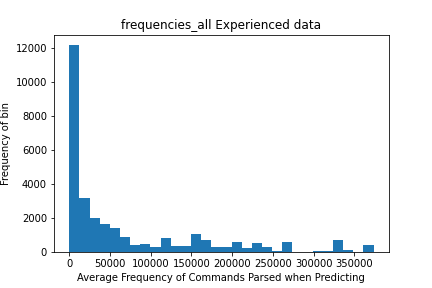 frequencies_all Experienced data
Frequency of bin
12000
10000
8000
6000
4000
2000
0
0 50000 100000 150000 200000 250000 300000 350000
Average Frequency of Commands Parsed when Predicting